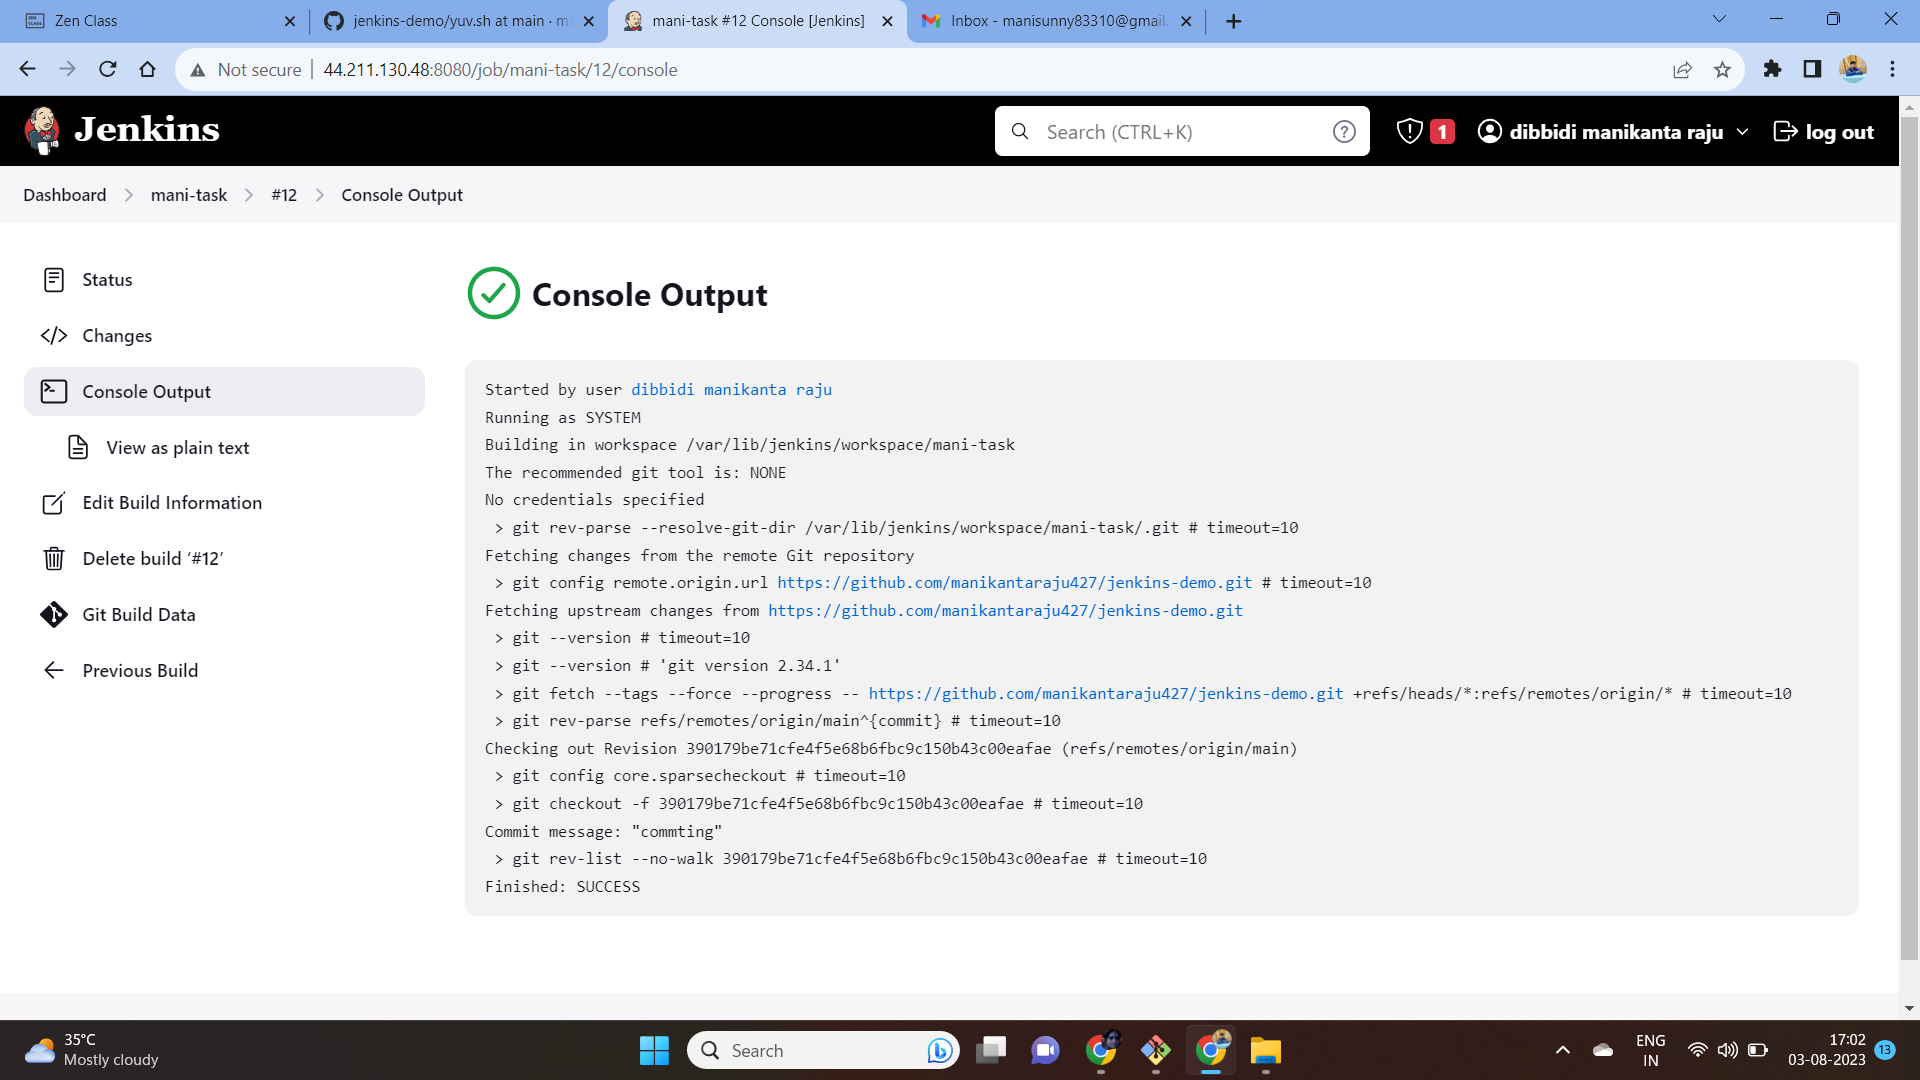 Zen Class
jenkins-demo/yuv.sh at main · ma
mani-task #12 Console [Jenkins]
Inbox - manisunny83310@gmail.
Not secure
44.211.130.48:8080/job/mani-task/12/console
Jenkins
Search (CTRL+K)
1
dibbidi manikanta raju
log out
Dashboard
mani-task
#12
Console Output
Status
Changes
Console Output
View as plain text
Edit Build Information
Delete build ‘#12’
Git Build Data
Previous Build
Console Output
Started by user dibbidi manikanta raju
Running as SYSTEM
Building in workspace /var/lib/jenkins/workspace/mani-task
The recommended git tool is: NONE
No credentials specified
> git rev-parse --resolve-git-dir /var/lib/jenkins/workspace/mani-task/.git # timeout=10
Fetching changes from the remote Git repository
> git config remote.origin.url https://github.com/manikantaraju427/jenkins-demo.git # timeout=10
Fetching upstream changes from https://github.com/manikantaraju427/jenkins-demo.git
> git --version # timeout=10
> git --version # 'git version 2.34.1'
> git fetch --tags --force --progress -- https://github.com/manikantaraju427/jenkins-demo.git +refs/heads/*:refs/remotes/origin/* # timeout=10
> git rev-parse refs/remotes/origin/main^{commit} # timeout=10
Checking out Revision 390179be71cfe4f5e68b6fbc9c150b43c00eafae (refs/remotes/origin/main)
> git config core.sparsecheckout # timeout=10
> git checkout -f 390179be71cfe4f5e68b6fbc9c150b43c00eafae # timeout=10
Commit message: "commting"
> git rev-list --no-walk 390179be71cfe4f5e68b6fbc9c150b43c00eafae # timeout=10
Finished: SUCCESS
35°C
Mostly cloudy
Search
ENG
IN
17:02
03-08-2023
13